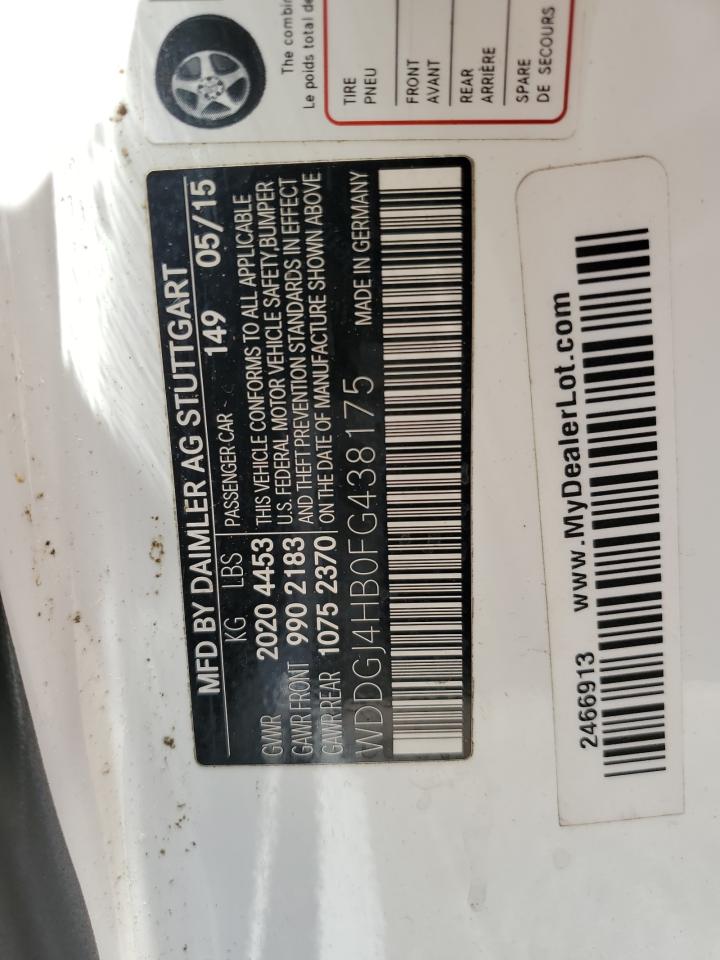 The combin
Le poids total de
TIRE
PNEU
FRONT
AVANT
REAR
ARRIÈRE
SPARE
DE SECOURS
MFD BY DAIMLER AG STUTTGART
KG LBS PASSENGER CAR - 149 05/15
GVWR 2020 4453 THIS VEHICLE CONFORMS TO ALL APPLICABLE
U.S. FEDERAL MOTOR VEHICLE SAFETY, BUMPER
GAWR FRONT 990 2183 AND THEFT PREVENTION STANDARDS IN EFFECT
GAWR REAR 1075 2370 ON THE DATE OF MANUFACTURE SHOWN ABOVE.
WDDGJ4HB0FG438175 MADE IN GERMANY
2466913 www.MyDealerLot.com